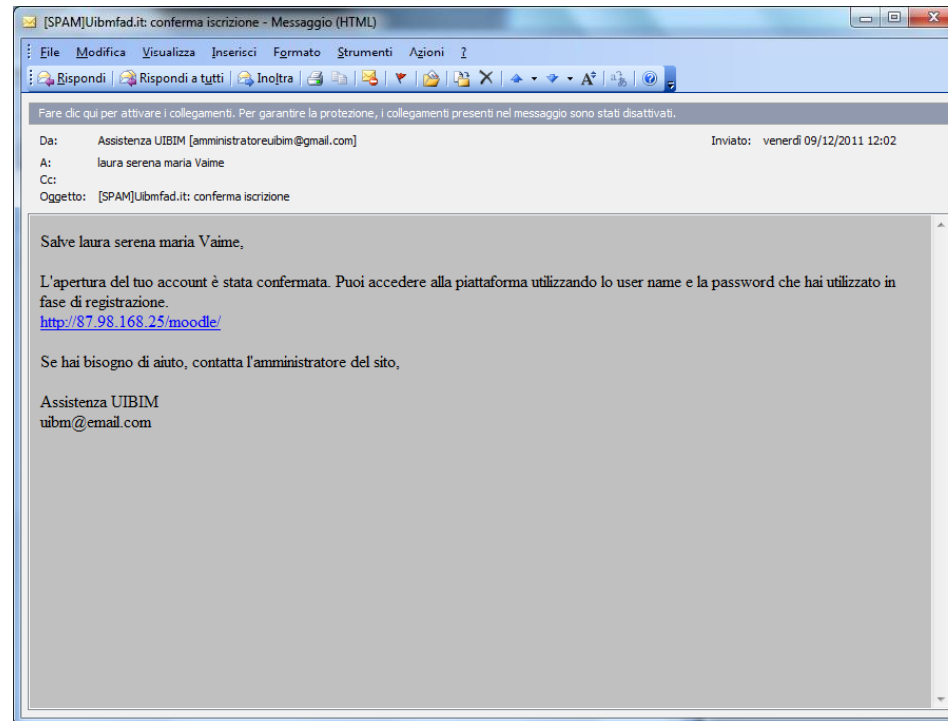 [SPAM]Uibmfad.it: conferma iscrizione - Messaggio (HTML)
File Modifica Visualizza Inserisci Formato Strumenti Azioni ?
Rispondi Rispondi a tutti Inoltra
Fare clic qui per attivare i collegamenti. Per garantire la protezione, i collegamenti presenti nel messaggio sono stati disattivati.
Da: Assistenza UIBIM [amministratoreuibim@gmail.com] Inviato: venerdì 09/12/2011 12:02
A: laura serena maria Vaime
Cc:
Oggetto: [SPAM]Uibmfad.it: conferma iscrizione
Salve laura serena maria Vaime,
L'apertura del tuo account è stata confermata. Puoi accedere alla piattaforma utilizzando lo user name e la password che hai utilizzato in
fase di registrazione.
http://87.98.168.25/moodle/
Se hai bisogno di aiuto, contatta l'amministratore del sito,
Assistenza UIBIM
uibm@email.com